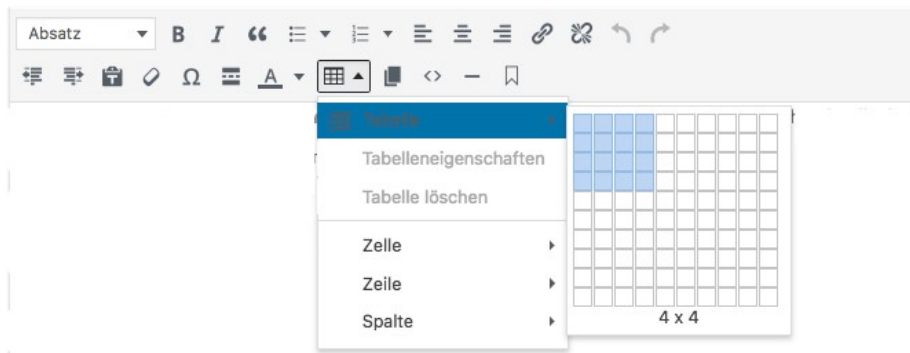 Absatz
B I “ Ω A T <>
Tabelle
Tabelleneigenschaften
Tabelle löschen
Zelle
Zeile
Spalte
4 x 4